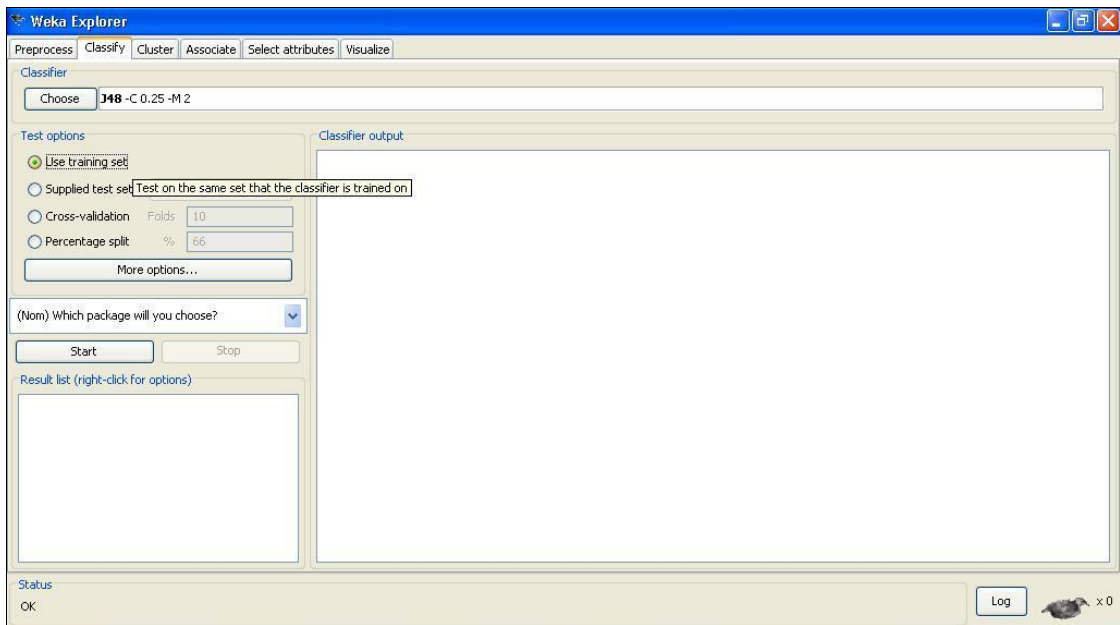 Weka Explorer
Preprocess Classify Cluster Associate Select attributes Visualize
Classifier
Choose J48 -C 0.25 -M 2
Test options
Use training set
Supplied test set
Test on the same set that the classifier is trained on
Cross-validation Folds 10
Percentage split % 66
More options...
(Nom) Which package will you choose?
Start Stop
Result list (right-click for options)
Classifier output
Status
OK
Log x 0